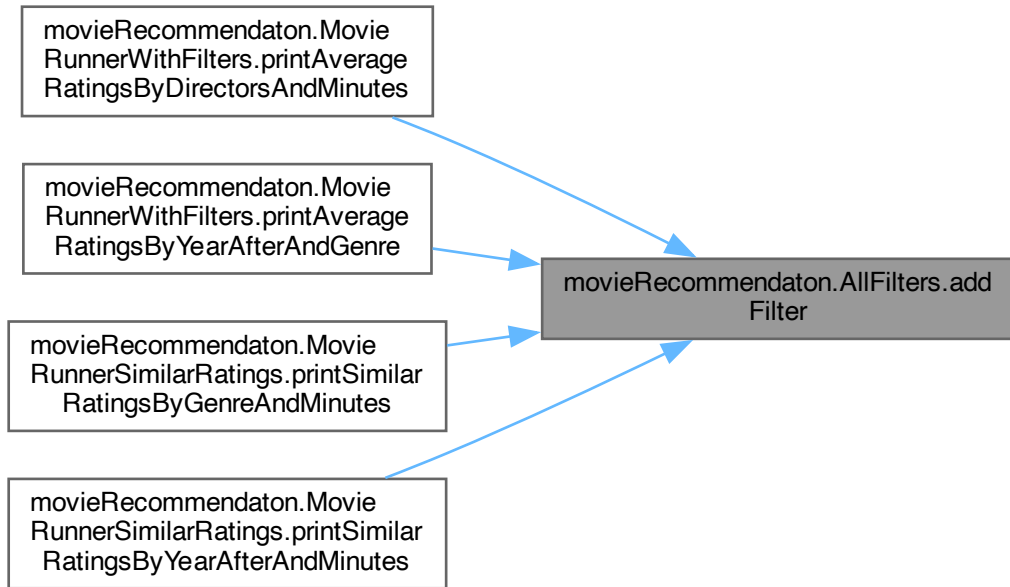 movieRecommendaton.Movie
RunnerWithFilters.printAverage
RatingsByDirectorsAndMinutes
movieRecommendaton.Movie
RunnerWithFilters.printAverage
RatingsByYearAfterAndGenre
movieRecommendaton.AllFilters.add
Filter
movieRecommendaton.Movie
RunnerSimilarRatings.printSimilar
RatingsByGenreAndMinutes
movieRecommendaton.Movie
RunnerSimilarRatings.printSimilar
RatingsByYearAfterAndMinutes